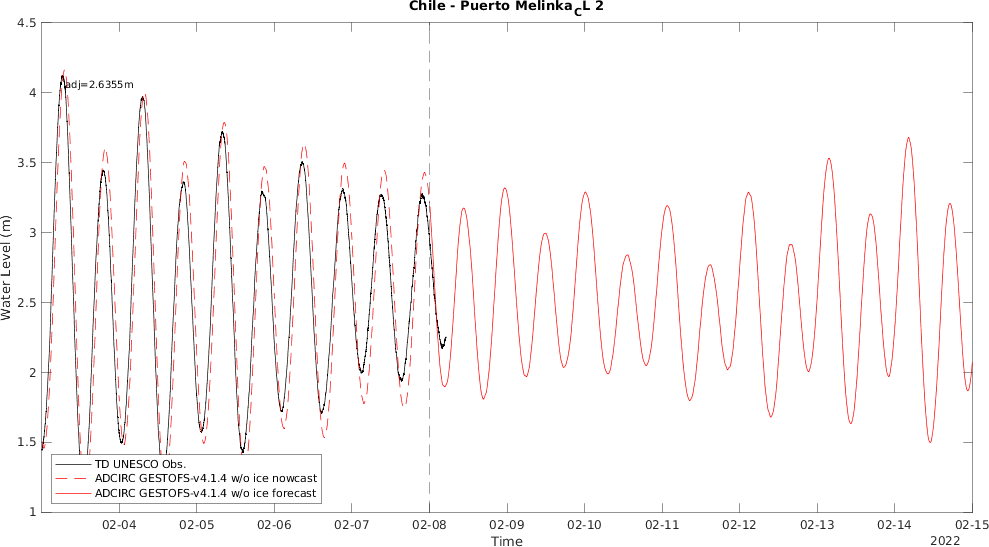 Chile - Puerto MelinkaCL 2
4.5
4
3.5
3
2.5
2
1.5
1
Water Level (m)
adj=2.6355m
TD UNESCO Obs.
ADCIRC GESTOFS-v4.1.4 w/o ice nowcast
ADCIRC GESTOFS-v4.1.4 w/o ice forecast
02-04 02-05 02-06 02-07 02-08 02-09 02-10 02-11 02-12 02-13 02-14 02-15
Time
2022